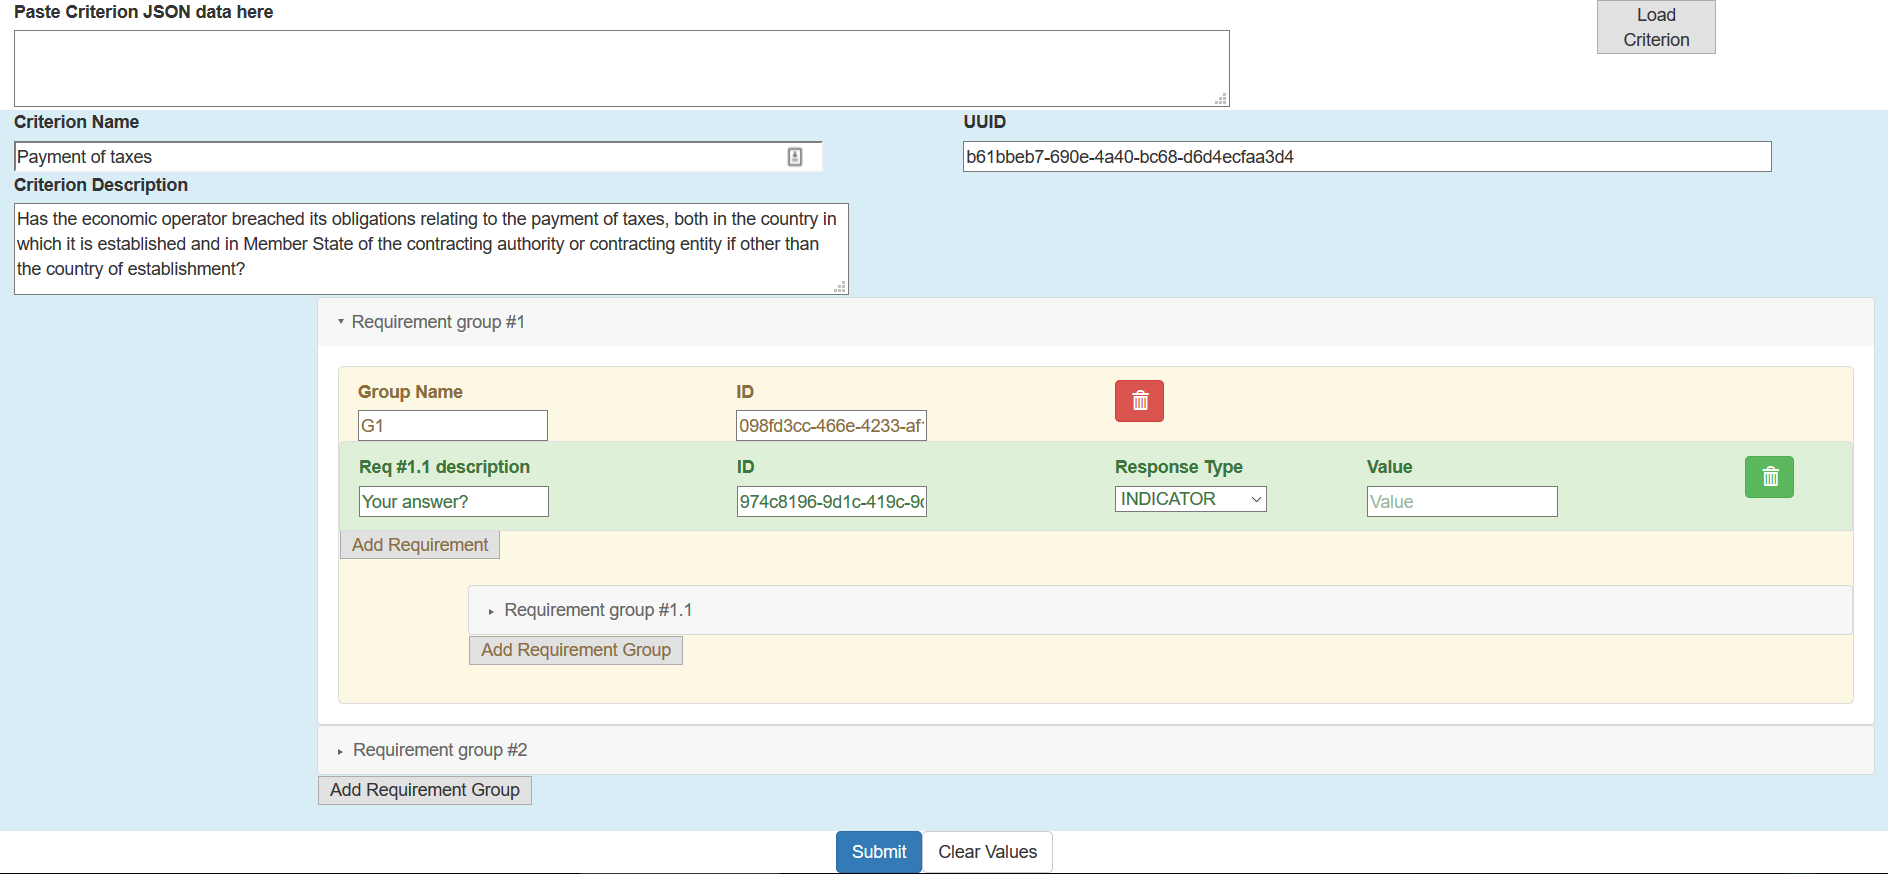 Paste Criterion JSON data here
Load
Criterion
Criterion Name
UUID
Payment of taxes
b61bbeb7-690e-4a40-bc68-d6d4ecfaa3d4
Criterion Description
Has the economic operator breached its obligations relating to the payment of taxes, both in the country in
which it is established and in Member State of the contracting authority or contracting entity if other than
the country of establishment?
Requirement group #1
Group Name
ID
G1
098fd3cc-466e-4233-af
Req #1.1 description
ID
Response Type
Value
Your answer?
974c8196-9d1c-419c-9
INDICATOR
Value
Add Requirement
Requirement group #1.1
Add Requirement Group
Requirement group #2
Add Requirement Group
Submit
Clear Values